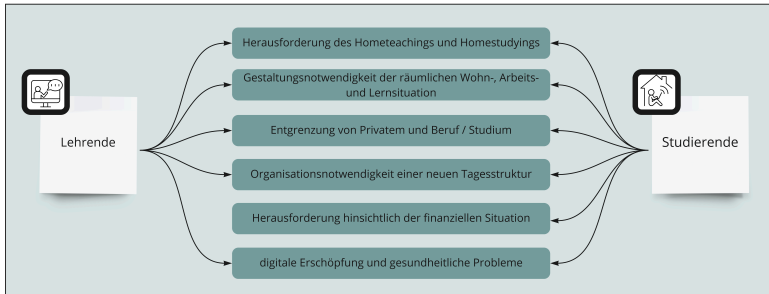 Herausforderung des Hometeachings und Homestudyings
Gestaltungsnotwendigkeit der räumlichen Wohn-, Arbeits-
und Lernsituation
Lehrende
Entgrenzung von Privatem und Beruf / Studium
Studierende
Organisationsnotwendigkeit einer neuen Tagesstruktur
Herausforderung hinsichtlich der finanziellen Situation
digitale Erschöpfung und gesundheitliche Probleme